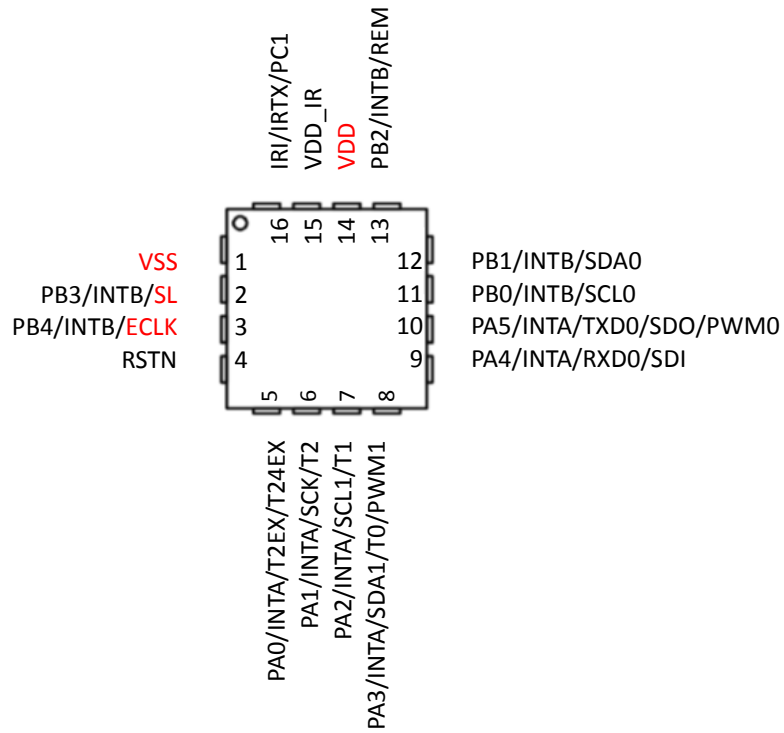 IRI/IRTX/PC1
VDD_IR
VDD
PB2/INTB/REM
16
15
14
13
VSS
1
12
PB1/INTB/SDA0
PB3/INTB/SL
2
11
PB0/INTB/SCL0
PB4/INTB/ECLK
3
10
PA5/INTA/TXD0/SDO/PWM0
RSTN
4
9
PA4/INTA/RXD0/SDI
5
6
7
8
PA0/INTA/T2EX/T24EX
PA1/INTA/SCK/T2
PA2/INTA/SCL1/T1
PA3/INTA/SDA1/T0/PWM1